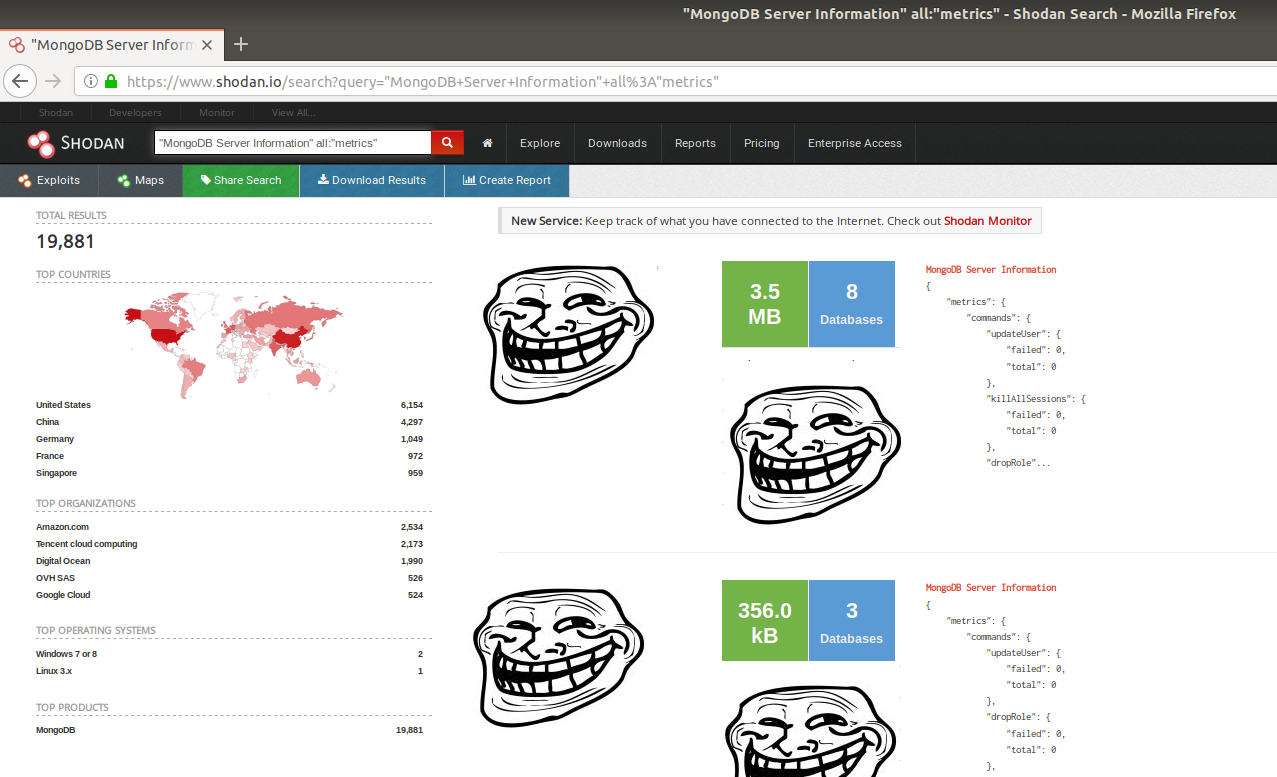 "MongoDB Server Information" all:"metrics" - Shodan Search - Mozilla Firefox
"MongoDB Server Inform
https://www.shodan.io/search?query="MongoDB+Server+Information"+all%3A"metrics"
Shodan Developers Monitor View All...
SHODAN "MongoDB Server Information" all:"metrics" Explore Downloads Reports Pricing Enterprise Access
Exploits Maps Share Search Download Results Create Report
TOTAL RESULTS
19,881
TOP COUNTRIES
United States 6,154
China 4,297
Germany 1,049
France 972
Singapore 959
TOP ORGANIZATIONS
Amazon.com 2,534
Tencent cloud computing 2,173
Digital Ocean 1,990
OVH SAS 526
Google Cloud 524
TOP OPERATING SYSTEMS
Windows 7 or 8 2
Linux 3.x 1
TOP PRODUCTS
MongoDB 19,881
New Service: Keep track of what you have connected to the Internet. Check out Shodan Monitor
3.5
MB
8
Databases
MongoDB Server Information
{
"metrics": {
"commands": {
"updateUser": {
"failed": 0,
"total": 0
},
"killAllSessions": {
"failed": 0,
"total": 0
},
"dropRole"...
356.0
kB
3
Databases
MongoDB Server Information
{
"metrics": {
"commands": {
"updateUser": {
"failed": 0,
"total": 0
},
"dropRole": {
"failed": 0,
"total": 0
},